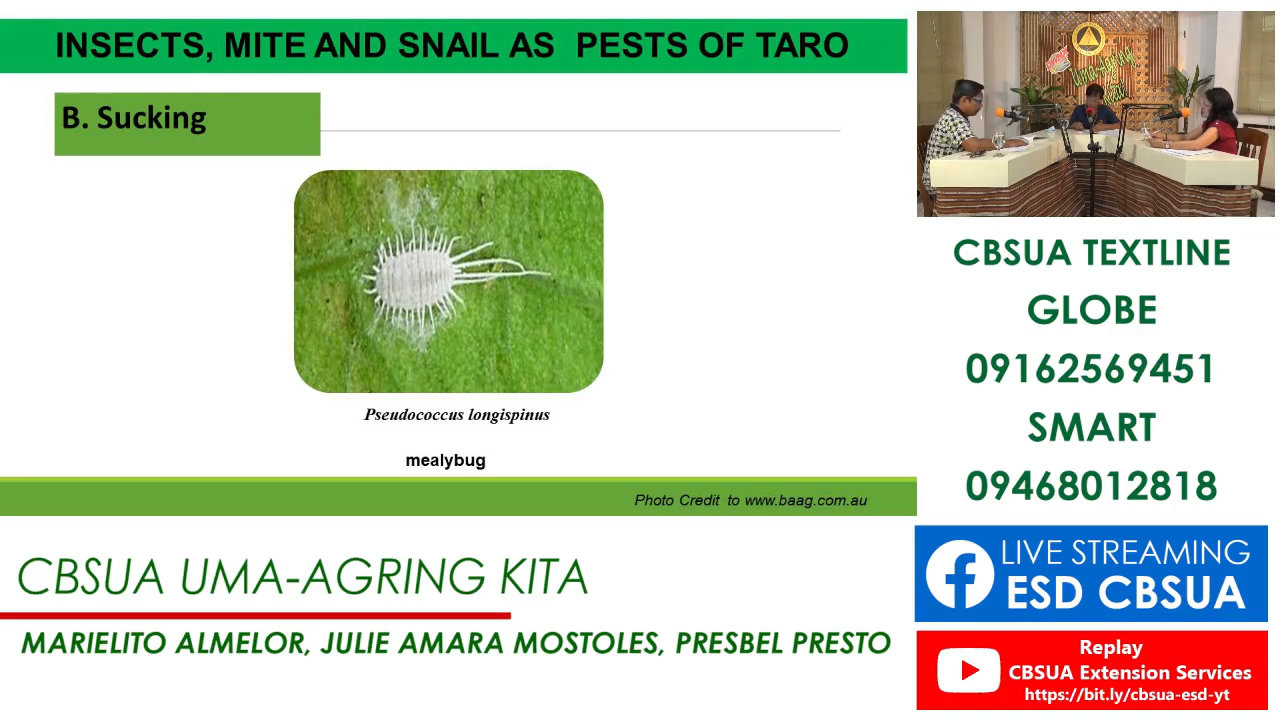 INSECTS, MITE AND SNAIL AS PESTS OF TARO
B. Sucking
Pseudococcus longispinus
mealybug
Photo Credit to www.baag.com.au
CBSUA UMA-AGRING KITA
MARIELITO ALMELOR, JULIE AMARA MOSTOLES, PRESBEL PRESTO
CBSUA TEXTLINE
GLOBE
09162569451
SMART
09468012818
LIVE STREAMING
ESD CBSUA
Replay
CBSUA Extension Services
https://bit.ly/cbsua-esd-yt